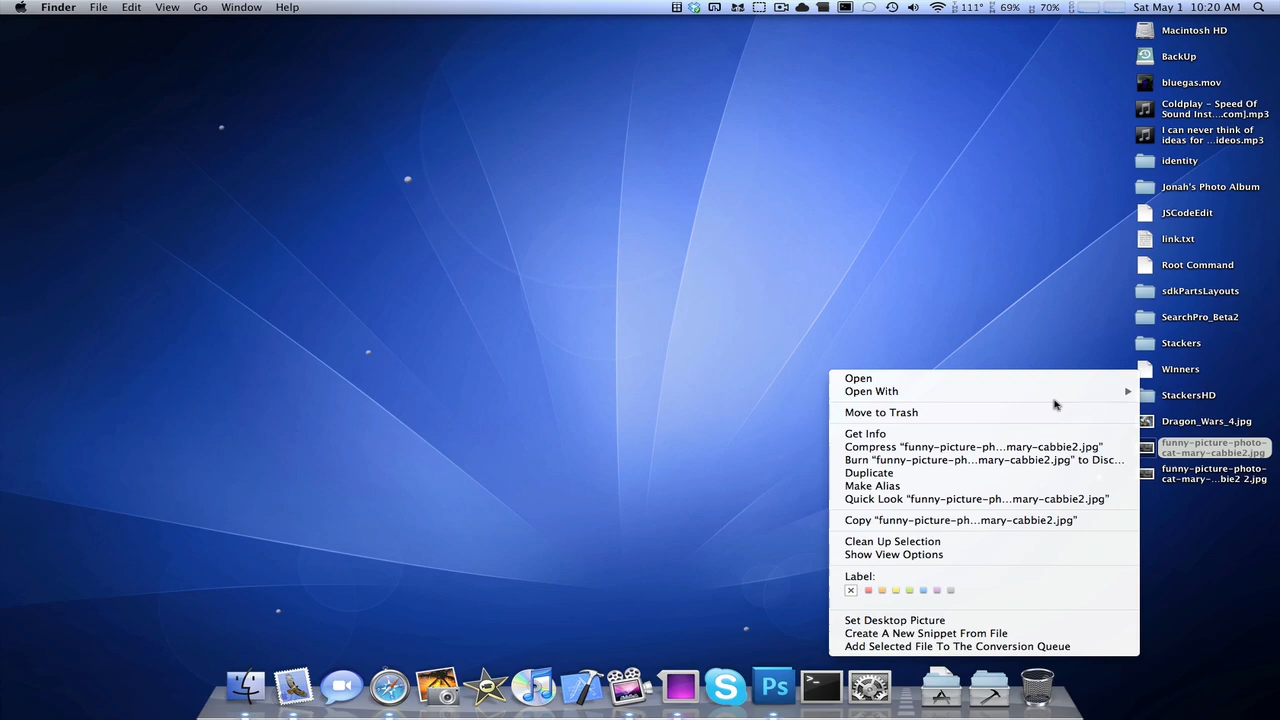 Finder File Edit View Go Window Help
111° 69% 70% Sat May 1 10:20 AM
Macintosh HD
BackUp
bluegas.mov
Coldplay - Speed Of
Sound Inst....com].mp3
I can never think of
ideas for ...ideos.mp3
identity
Jonah's Photo Album
JSCodeEdit
link.txt
Root Command
sdkPartsLayouts
SearchPro_Beta2
Stackers
Winners
StackersHD
Dragon_Wars_4.jpg
funny-picture-photo-
cat-mary-cabbie2.jpg
funny-picture-photo-
cat-mary-...bie2 2.jpg
Open
Open With
Move to Trash
Get Info
Compress “funny-picture-ph...mary-cabbie2.jpg”
Burn “funny-picture-ph...mary-cabbie2.jpg” to Disc...
Duplicate
Make Alias
Quick Look “funny-picture-ph...mary-cabbie2.jpg”
Copy “funny-picture-ph...mary-cabbie2.jpg”
Clean Up Selection
Show View Options
Label:
Set Desktop Picture
Create A New Snippet From File
Add Selected File To The Conversion Queue
S
Ps
>_